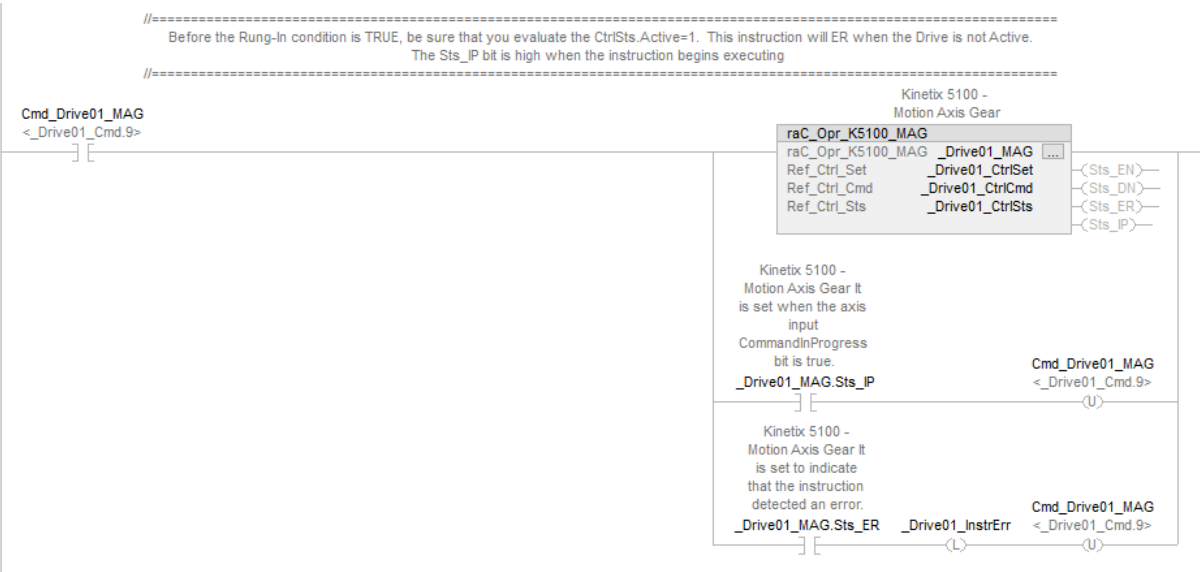 //==================================================================================
Before the Rung-In condition is TRUE, be sure that you evaluate the CtrlSts.Active=1.  This instruction will ER when the Drive is not Active.
The Sts_IP bit is high when the instruction begins executing
//==================================================================================
Cmd_Drive01_MAG
<_Drive01_Cmd.9>
Kinetix 5100 -
Motion Axis Gear
raC_Opr_K5100_MAG
raC_Opr_K5100_MAG _Drive01_MAG ...
Ref_Ctrl_Set _Drive01_CtrlSet
Ref_Ctrl_Cmd _Drive01_CtrlCmd
Ref_Ctrl_Sts _Drive01_CtrlSts
Sts_EN
Sts_DN
Sts_ER
Sts_IP
Kinetix 5100 -
Motion Axis Gear It
is set when the axis
input
CommandInProgress
bit is true.
_Drive01_MAG.Sts_IP
Cmd_Drive01_MAG
<_Drive01_Cmd.9>
U
Kinetix 5100 -
Motion Axis Gear It
is set to indicate
that the instruction
detected an error.
_Drive01_MAG.Sts_ER
_Drive01_InstrErr
L
Cmd_Drive01_MAG
<_Drive01_Cmd.9>
U